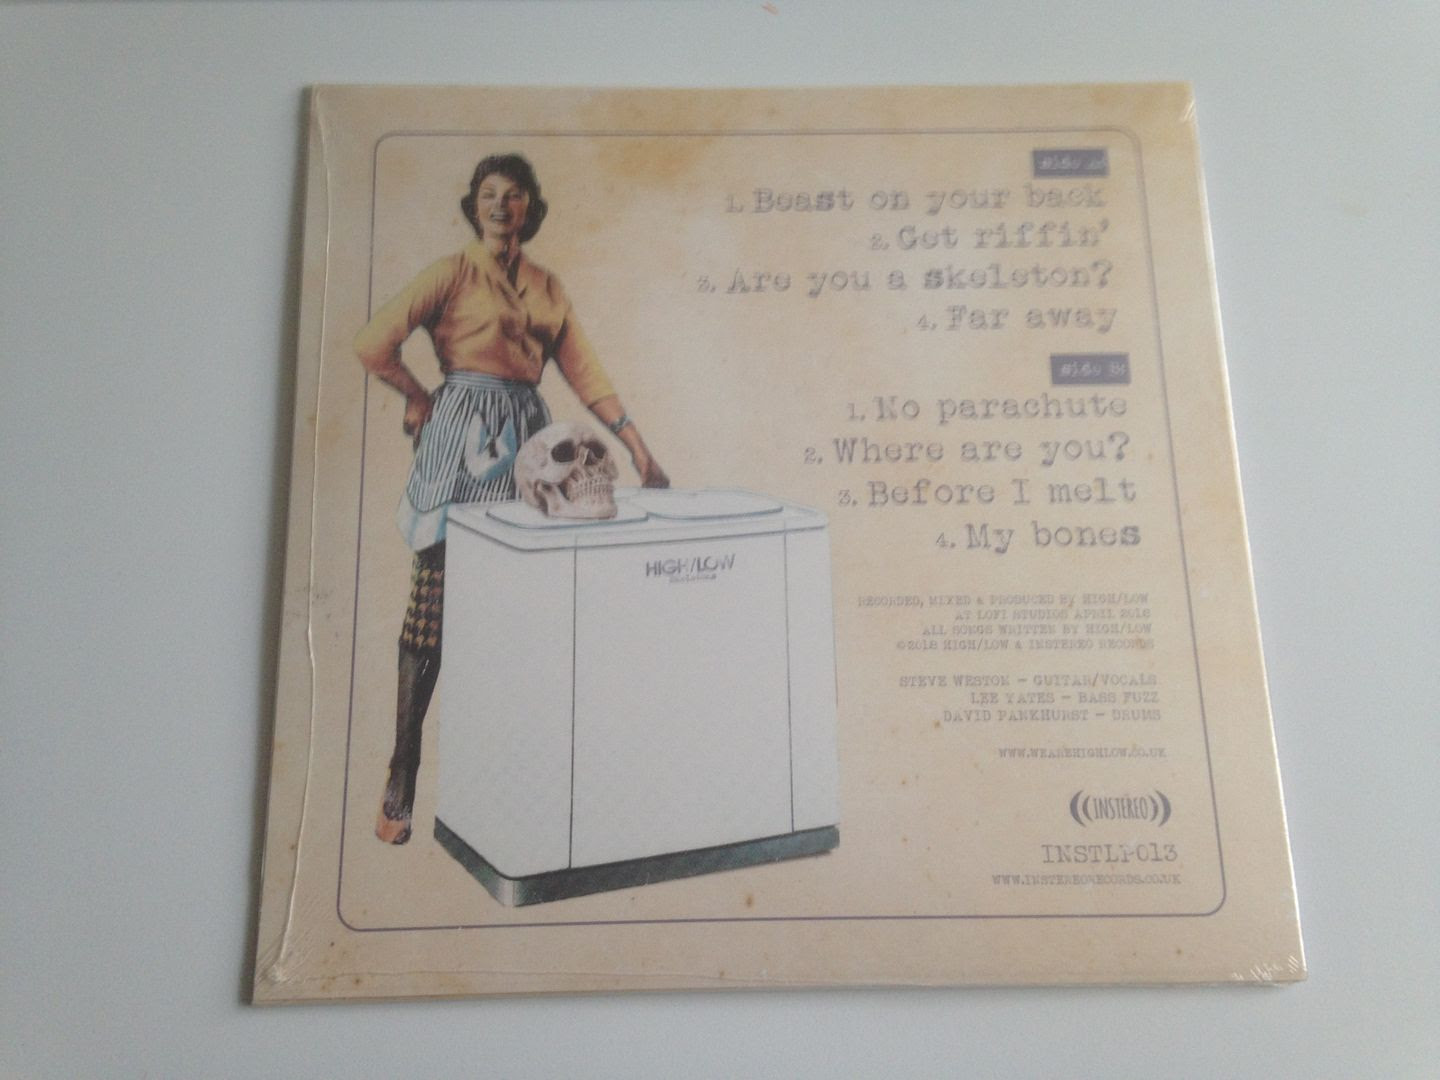 Side A:
1. Beast on your back
2. Get riffin'
3. Are you a skeleton?
4. Far away
Side B:
1. No parachute
2. Where are you?
3. Before I melt
4. My bones
HIGH/LOW
RECORDED, MIXED & PRODUCED BY HIGH/LOW
AT LOFI STUDIOS APRIL 2018
ALL SONGS WRITTEN BY HIGH/LOW
©2018 HIGH/LOW & INSTEREO RECORDS
STEVE WESTON - GUITAR/VOCALS
LEE YATES - BASS FUZZ
DAVID PANKHURST - DRUMS
WWW.WEAREHIGHLOW.CO.UK
((INSTEREO))
INSTLP013
WWW.INSTEREORECORDS.CO.UK